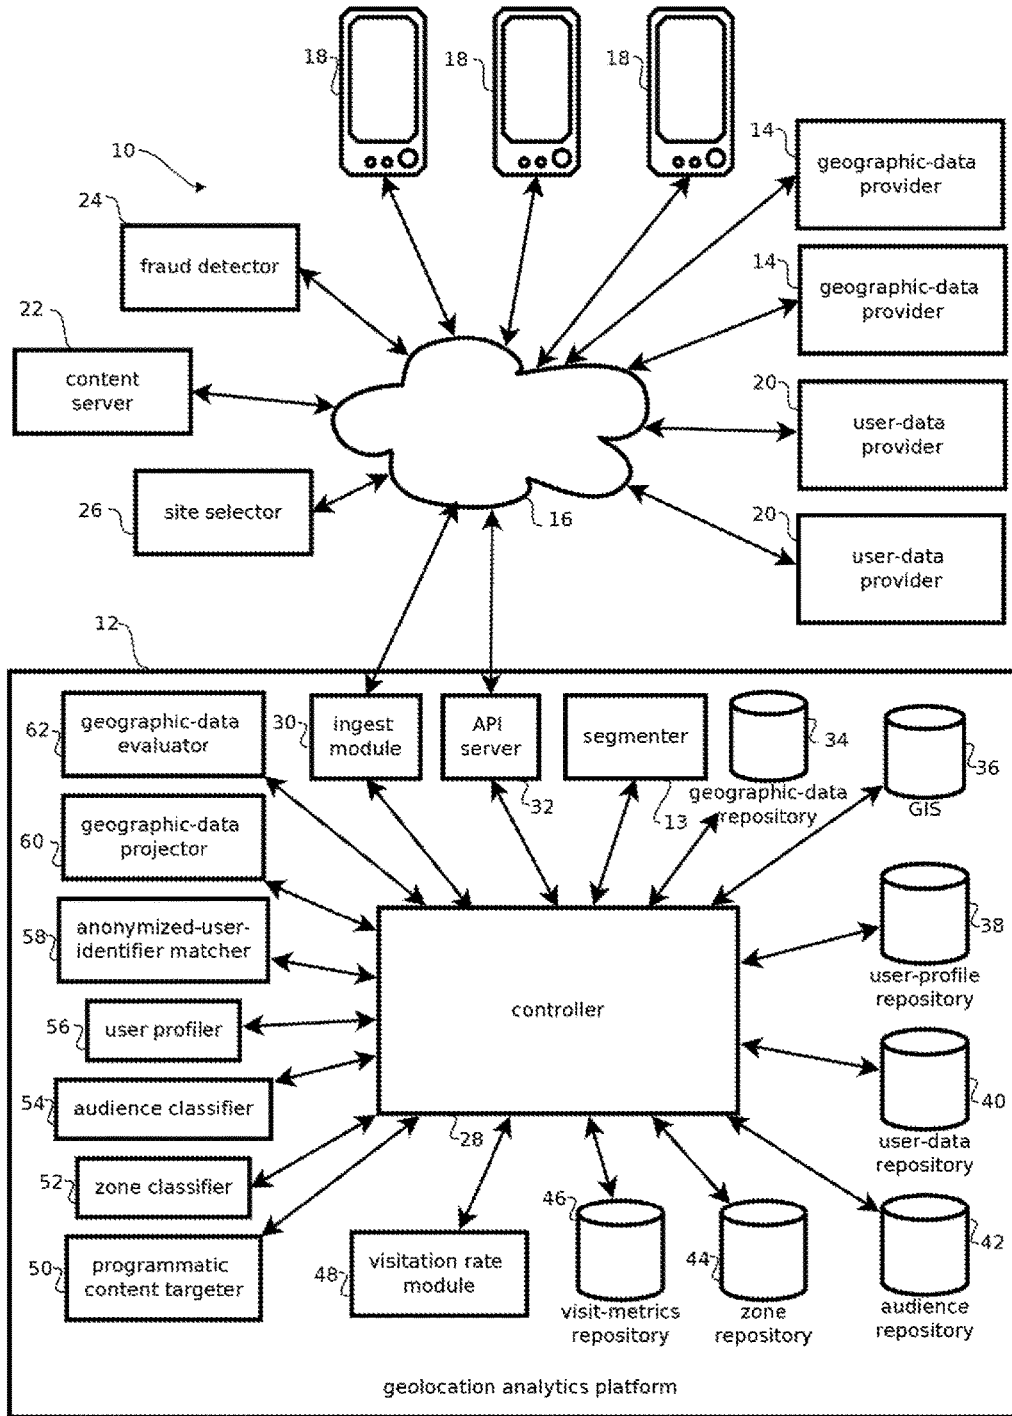 18
18
18
10
14
geographic-data
provider
24
fraud detector
14
geographic-data
provider
22
content
server
20
user-data
provider
26
site selector
16
20
user-data
provider
12
62
geographic-data
evaluator
30
ingest
module
API
server
32
segmenter
13
34
geographic-data
repository
36
GIS
60
geographic-data
projector
58
anonymized-user-
identifier matcher
38
user-profile
repository
controller
28
56
user profiler
40
user-data
repository
54
audience classifier
52
zone classifier
50
programmatic
content targeter
48
visitation rate
module
46
visit-metrics
repository
44
zone
repository
42
audience
repository
geolocation analytics platform